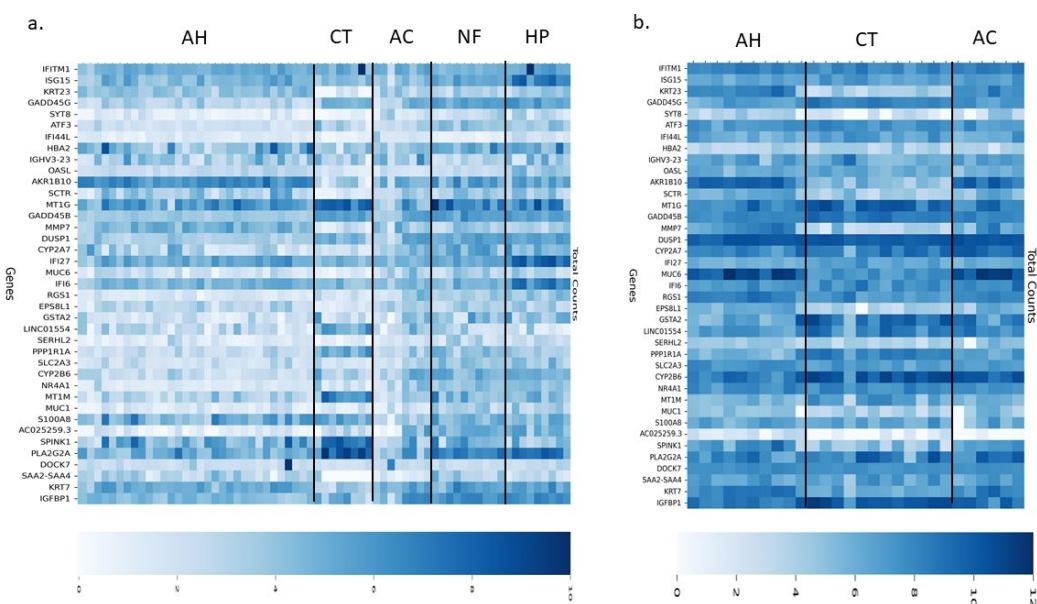 a.
AH CT AC NF HP
IFITM1
ISG15
KRT23
GADD45G
SYT8
ATF3
IFI44L
HBA2
IGHV3-23
OASL
AKR1B10
SCTR
MT1G
GADD45B
MMP7
DUSP1
CYP2A7
IFI27
MUC6
IFI6
RGS1
EPS8L1
GSTA2
LINC01554
SERHL2
PPP1R1A
SLC2A3
CYP2B6
NR4A1
MT1M
MUC1
S100A8
AC025259.3
SPINK1
PLA2G2A
DOCK7
SAA2-SAA4
KRT7
IGFBP1
Genes
Total Counts
0 2 4 6 8 10
b.
AH CT AC
IFITM1
ISG15
KRT23
GADD45G
SYT8
ATF3
IFI44L
HBA2
IGHV3-23
OASL
AKR1B10
SCTR
MT1G
GADD45B
MMP7
DUSP1
CYP2A7
IFI27
MUC6
IFI6
RGS1
EPS8L1
GSTA2
LINC01554
SERHL2
PPP1R1A
SLC2A3
CYP2B6
NR4A1
MT1M
MUC1
S100A8
AC025259.3
SPINK1
PLA2G2A
DOCK7
SAA2-SAA4
KRT7
IGFBP1
Genes
Total Counts
0 2 4 6 8 10 12